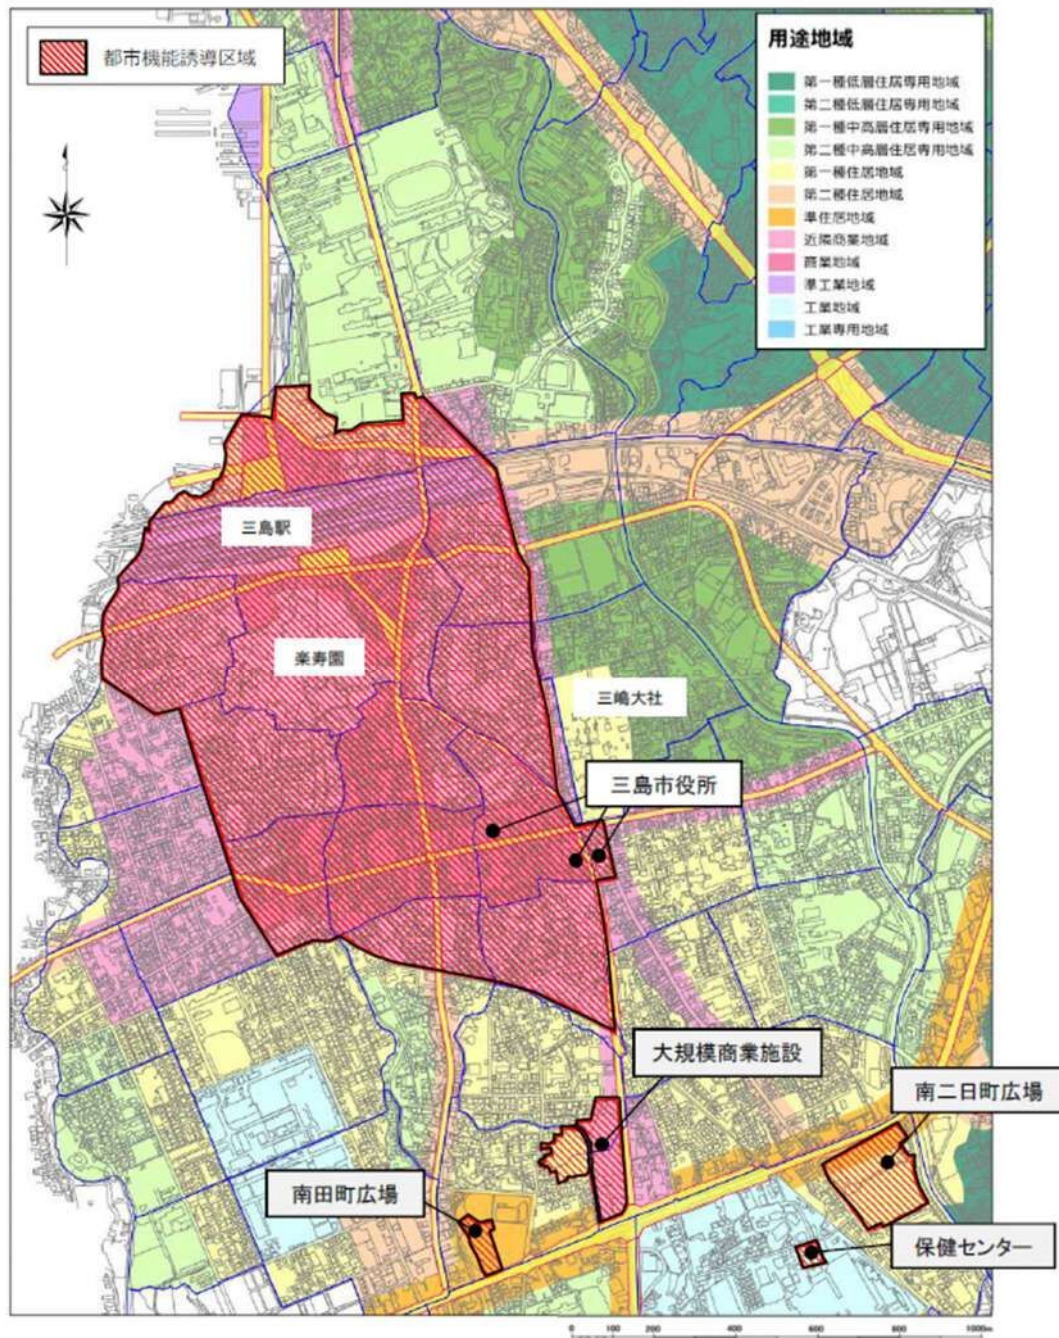 都市機能誘導区域
用途地域
第一種低層住居専用地域
第二種低層住居専用地域
第一種中高層住居専用地域
第二種中高層住居専用地域
第一種住居地域
第二種住居地域
準住居地域
近隣商業地域
商業地域
準工業地域
工業地域
工業専用地域
三島駅
楽寿園
三嶋大社
三島市役所
大規模商業施設
南二日町広場
南田町広場
保健センター
0 100 200 400 600 800 1000m